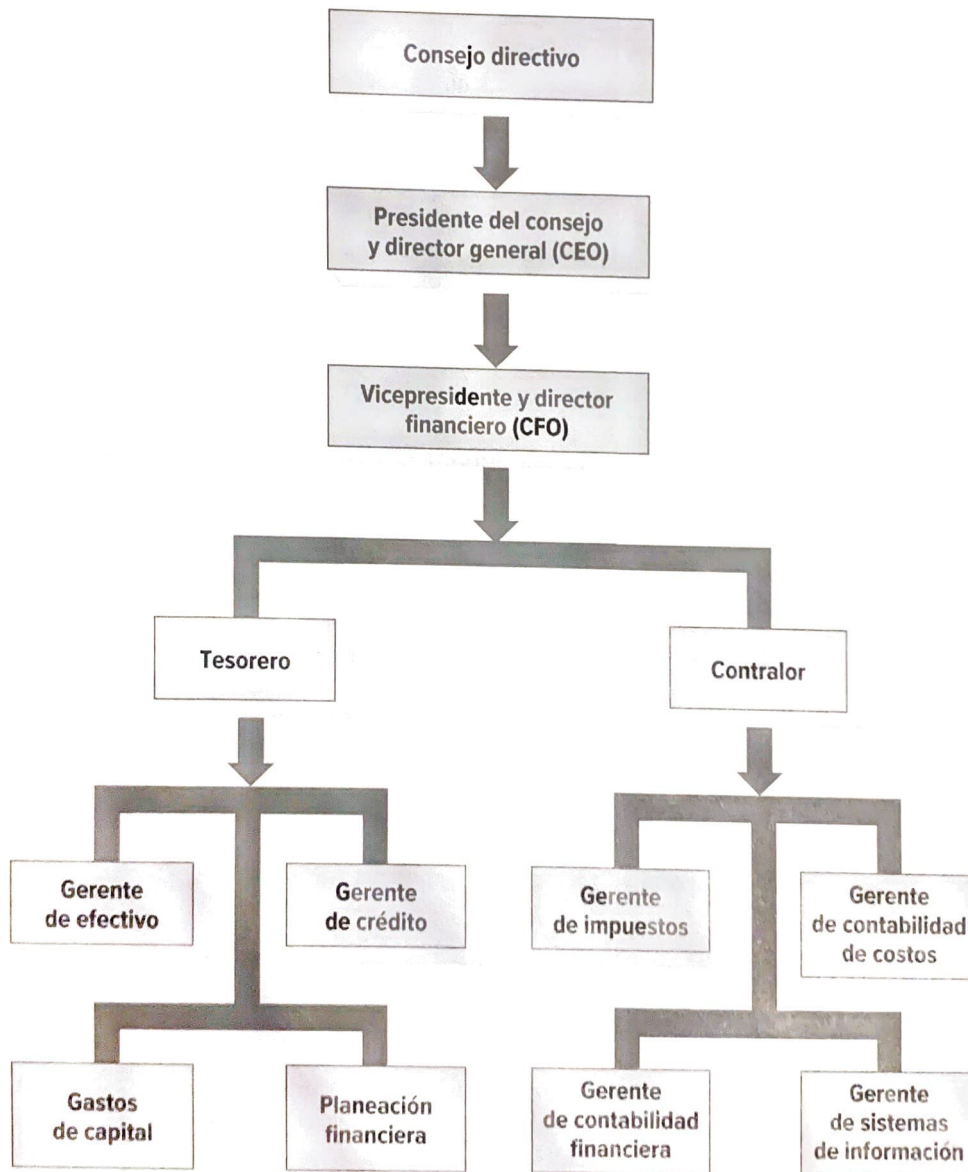 Consejo directivo
Presidente del consejo
y director general (CEO)
Vicepresidente y director
financiero (CFO)
Tesorero
Contralor
Gerente
de efectivo
Gerente
de crédito
Gerente
de impuestos
Gerente
de contabilidad
de costos
Gastos
de capital
Planeación
financiera
Gerente
de contabilidad
financiera
Gerente
de sistemas
de información